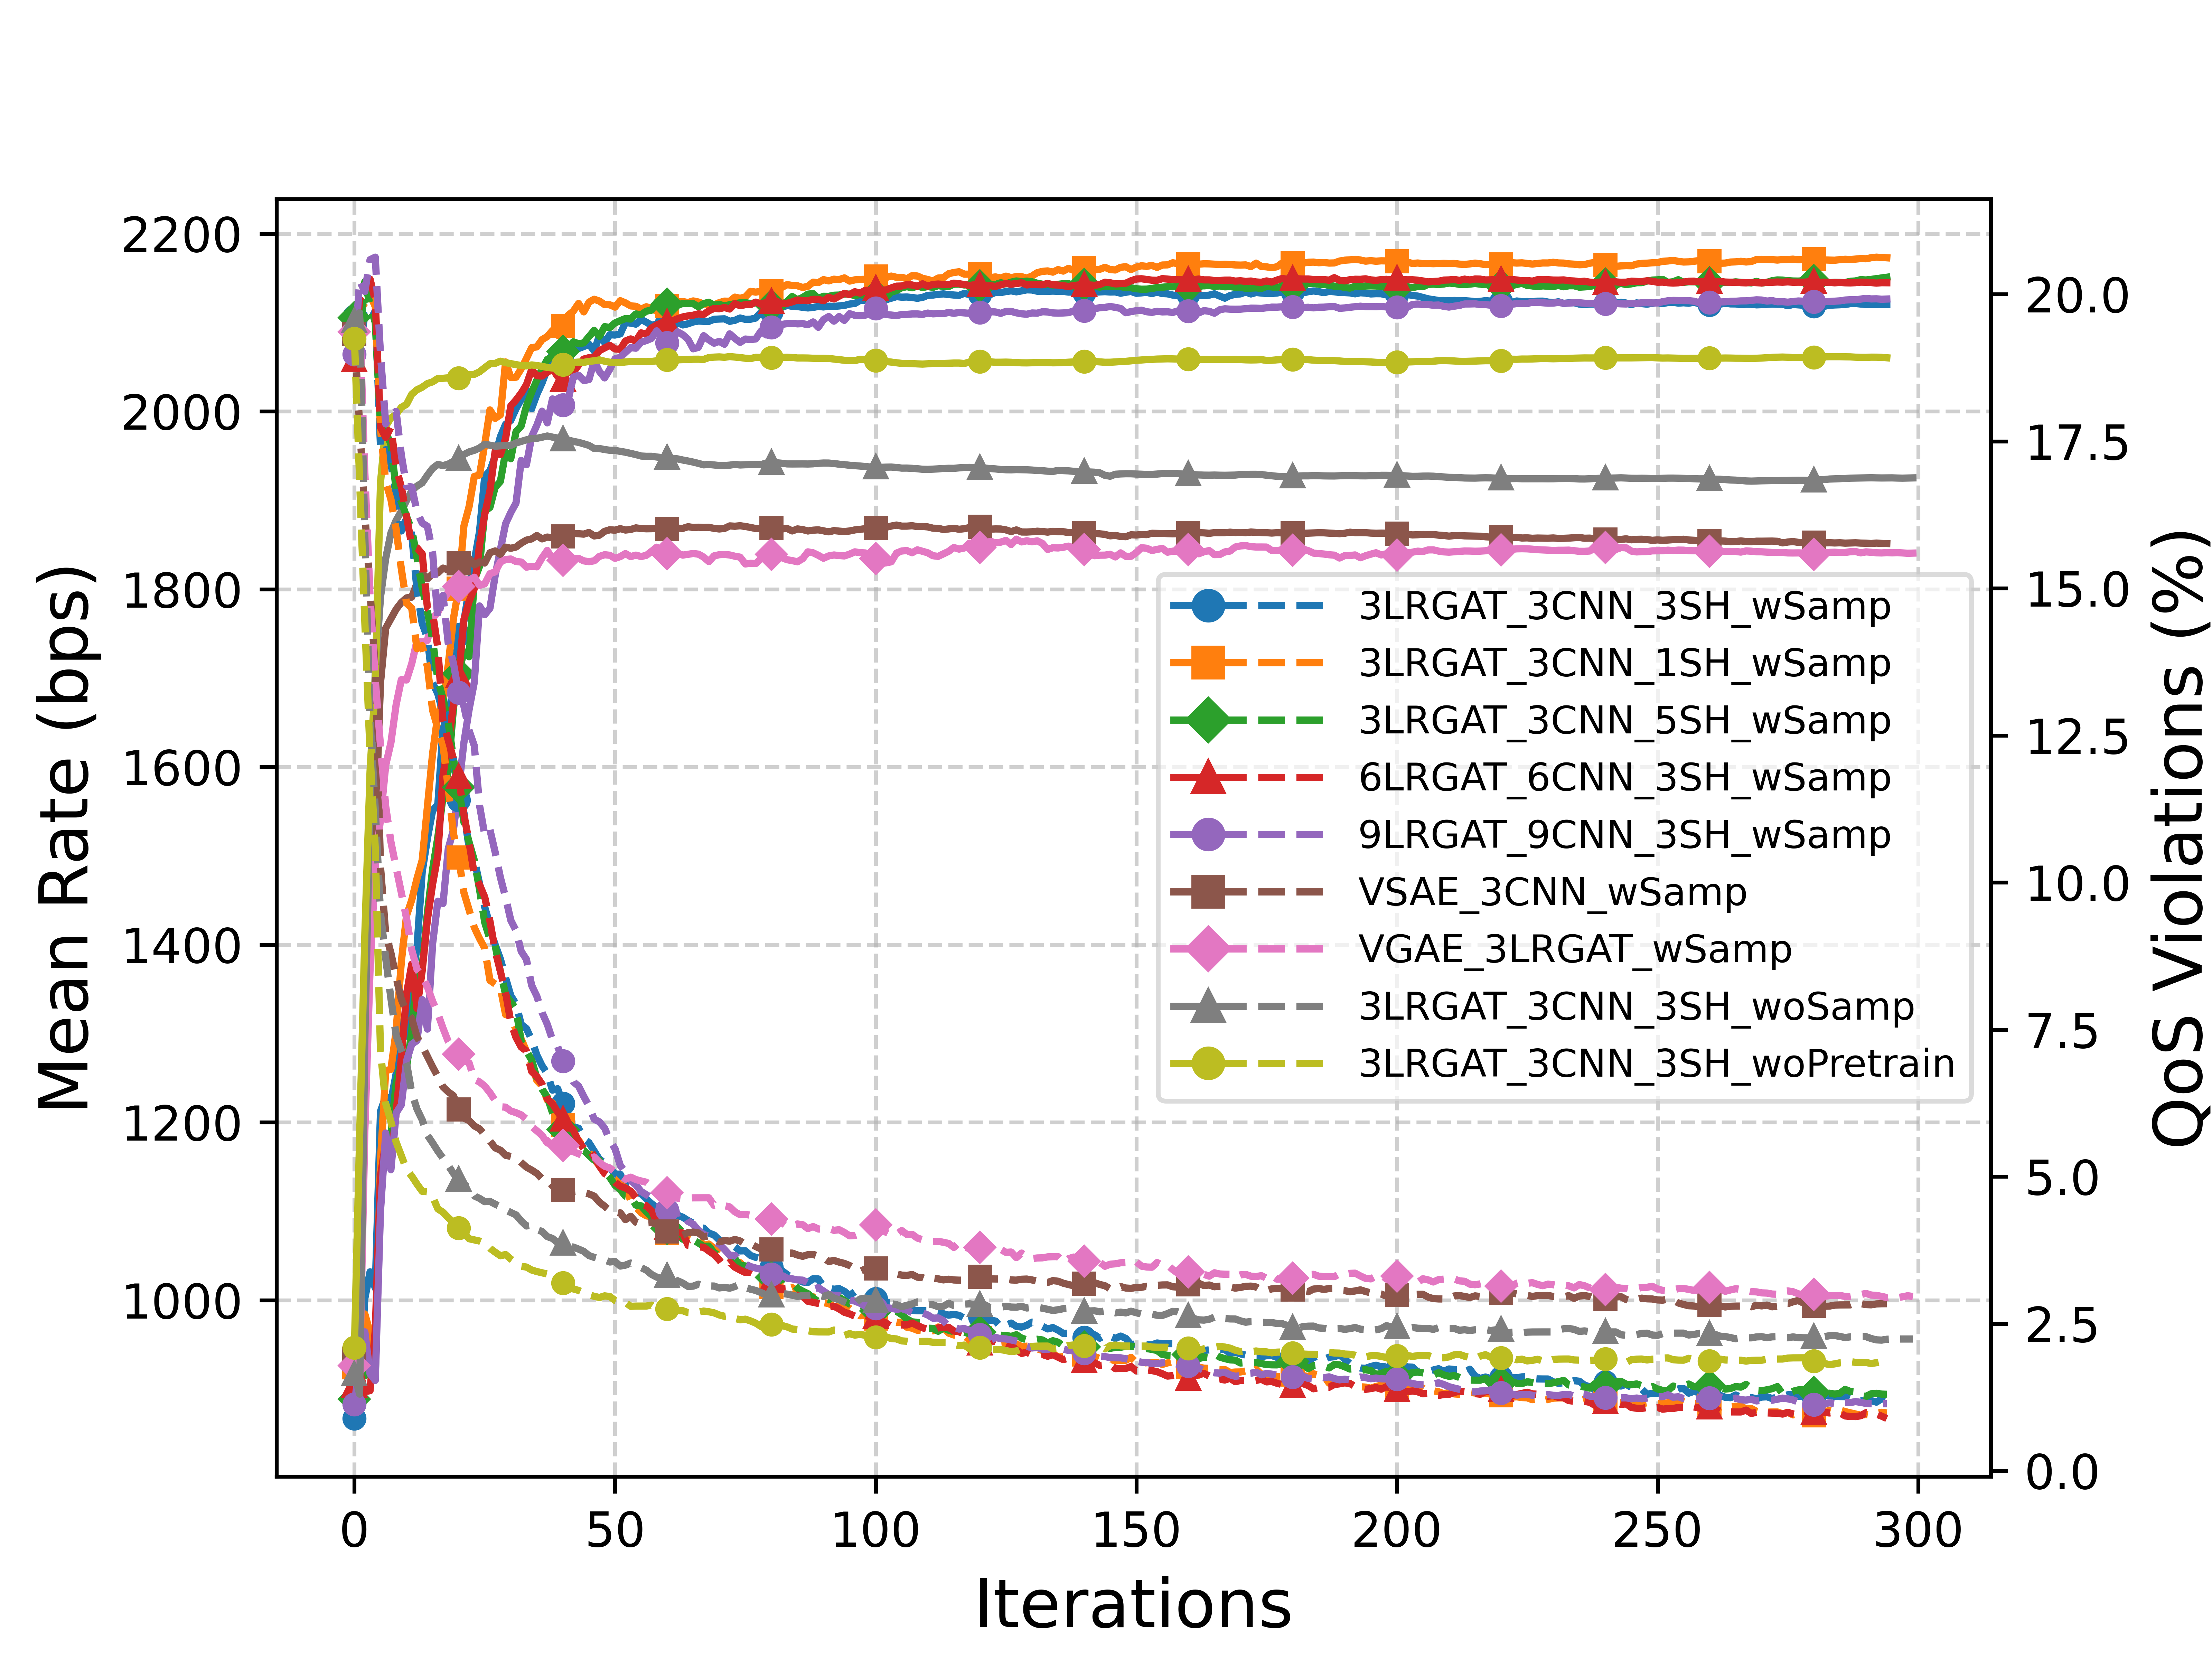 Mean Rate (bps)
2200
2000
1800
1600
1400
1200
1000
QoS Violations (%)
20.0
17.5
15.0
12.5
10.0
7.5
5.0
2.5
0.0
3LRGAT_3CNN_3SH_wSamp
3LRGAT_3CNN_1SH_wSamp
3LRGAT_3CNN_5SH_wSamp
6LRGAT_6CNN_3SH_wSamp
9LRGAT_9CNN_3SH_wSamp
VSAE_3CNN_wSamp
VGAE_3LRGAT_wSamp
3LRGAT_3CNN_3SH_woSamp
3LRGAT_3CNN_3SH_woPretrain
0 50 100 150 200 250 300
Iterations